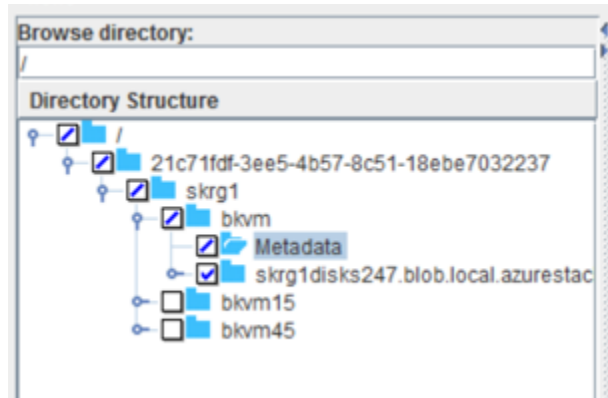 Browse directory:
/
Directory Structure
/
21c71fdf-3ee5-4b57-8c51-18ebe7032237
skrg1
bkvm
Metadata
skrg1disks247.blob.local.azurestac
bkvm15
bkvm45